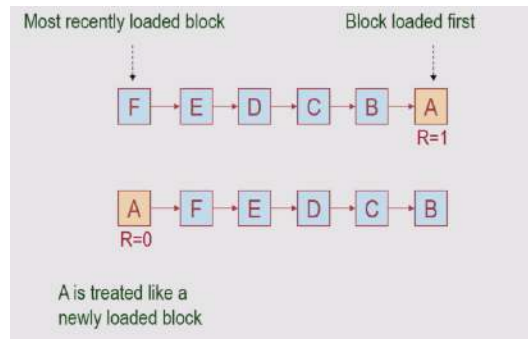 Most recently loaded block Block loaded first
F E D C B A
R=1
A F E D C B
R=0
A is treated like a
newly loaded block